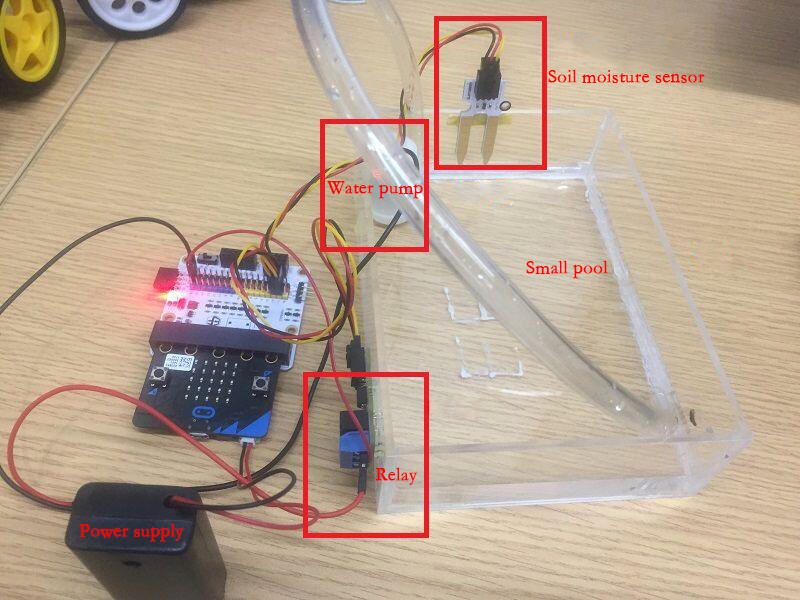 Soil moisture sensor
Water pump
Small pool
Relay
Power supply